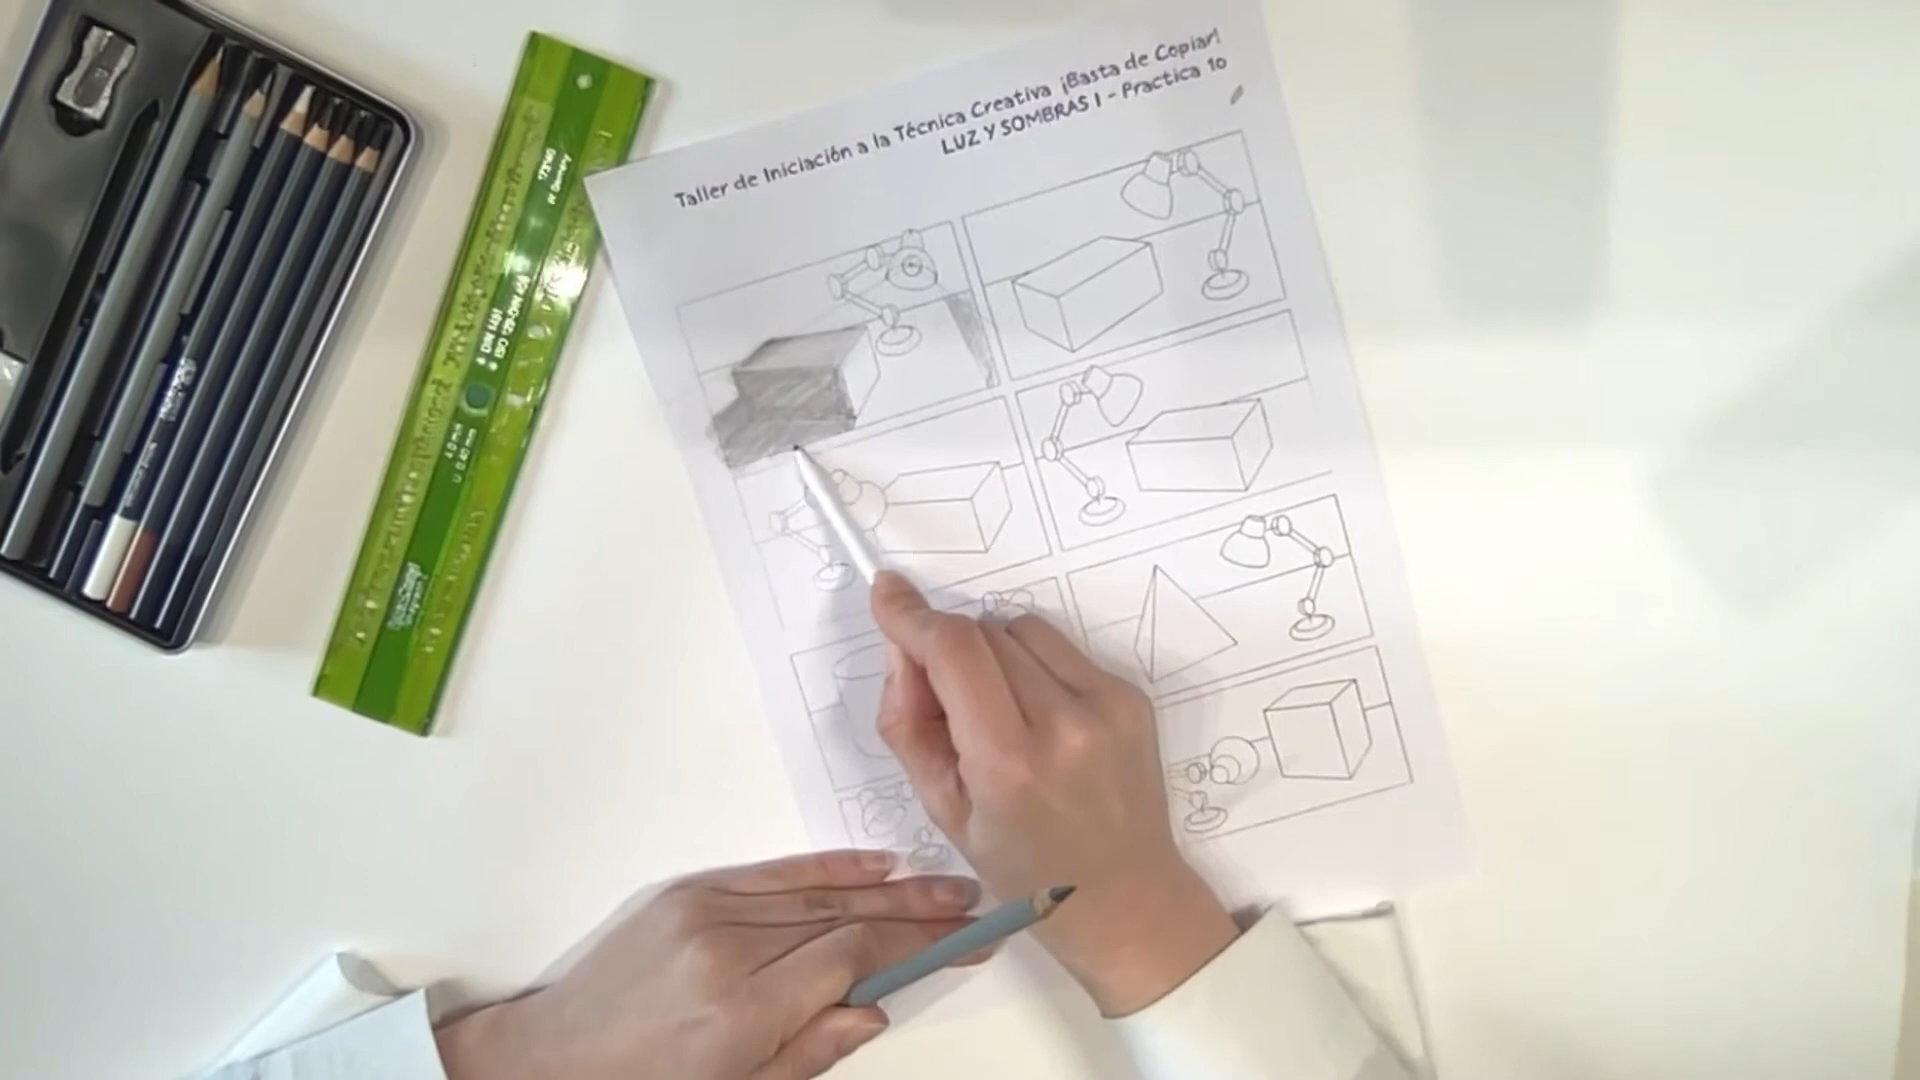 Taller de Iniciación a la Técnica Creativa ¡Basta de Copiar!
LUZ Y SOMBRAS I - Practica 10